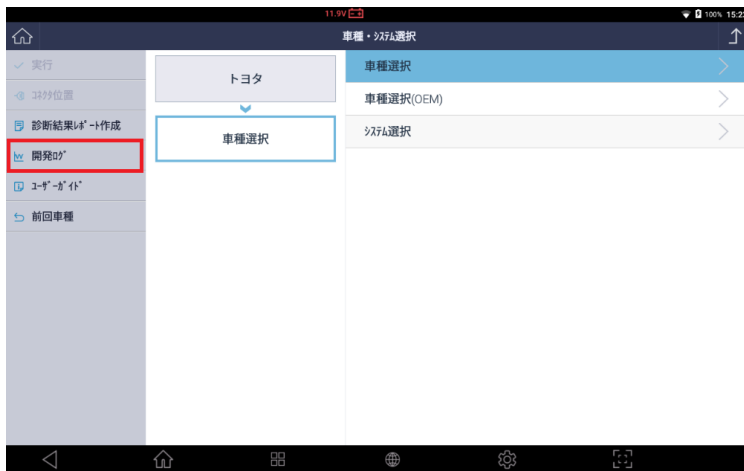 11.9V
100% 15:2
車種・ｼｽﾃﾑ選択
実行
ｺﾈｸﾀ位置
診断結果ﾚﾎﾟｰﾄ作成
開発ﾛｸﾞ
ﾕｰｻﾞｰｶﾞｲﾄﾞ
前回車種
トヨタ
車種選択
車種選択
車種選択(OEM)
ｼｽﾃﾑ選択